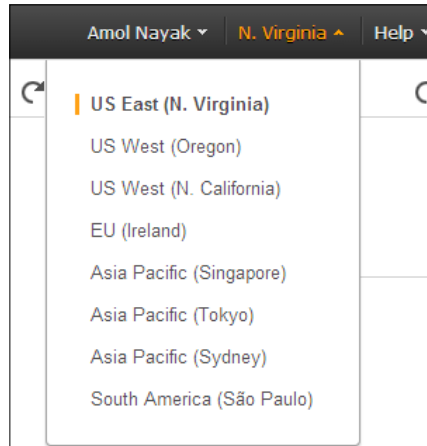 Amol Nayak N. Virginia Help
US East (N. Virginia)
US West (Oregon)
US West (N. California)
EU (Ireland)
Asia Pacific (Singapore)
Asia Pacific (Tokyo)
Asia Pacific (Sydney)
South America (São Paulo)